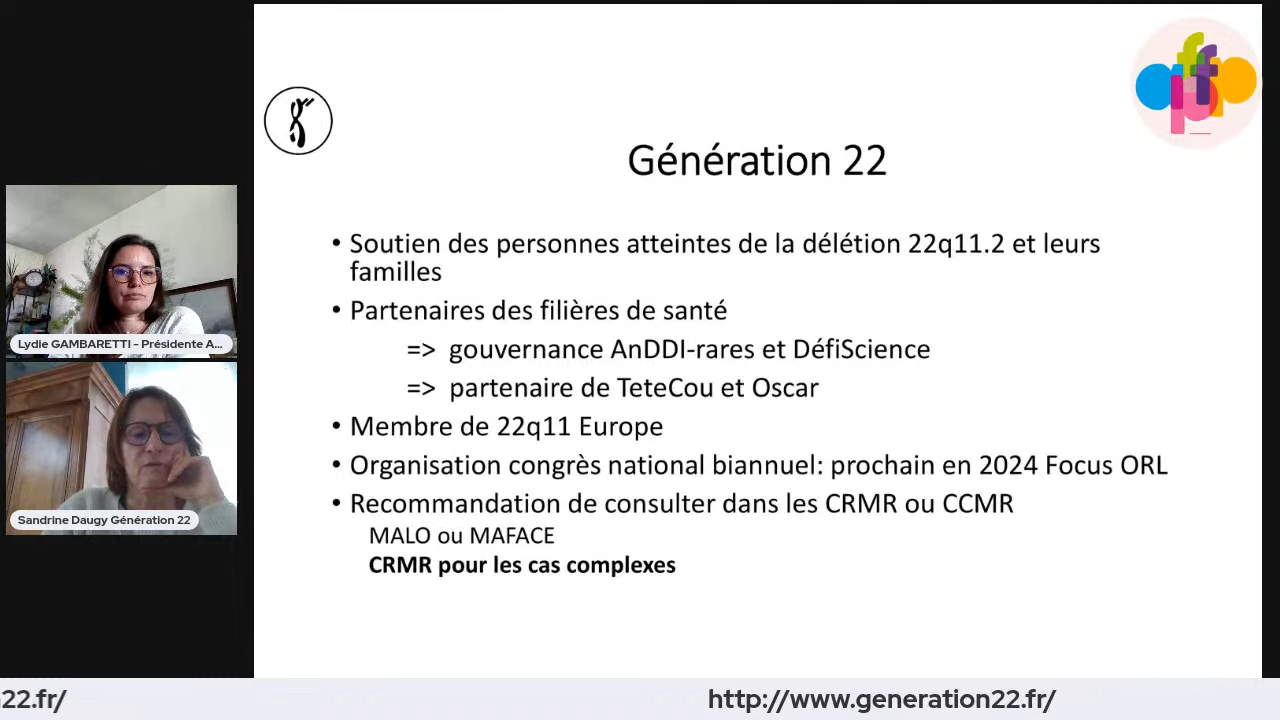 Génération 22
• Soutien des personnes atteintes de la délétion 22q11.2 et leurs
familles
• Partenaires des filières de santé
=> gouvernance AnDDI-rares et DéfiScience
=> partenaire de TeteCou et Oscar
• Membre de 22q11 Europe
• Organisation congrès national biannuel: prochain en 2024 Focus ORL
• Recommandation de consulter dans les CRMR ou CCMR
MALO ou MAFACE
CRMR pour les cas complexes
Lydie GAMBARETTI - Présidente A...
Sandrine Daugy Génération 22
22.fr/
http://www.generation22.fr/